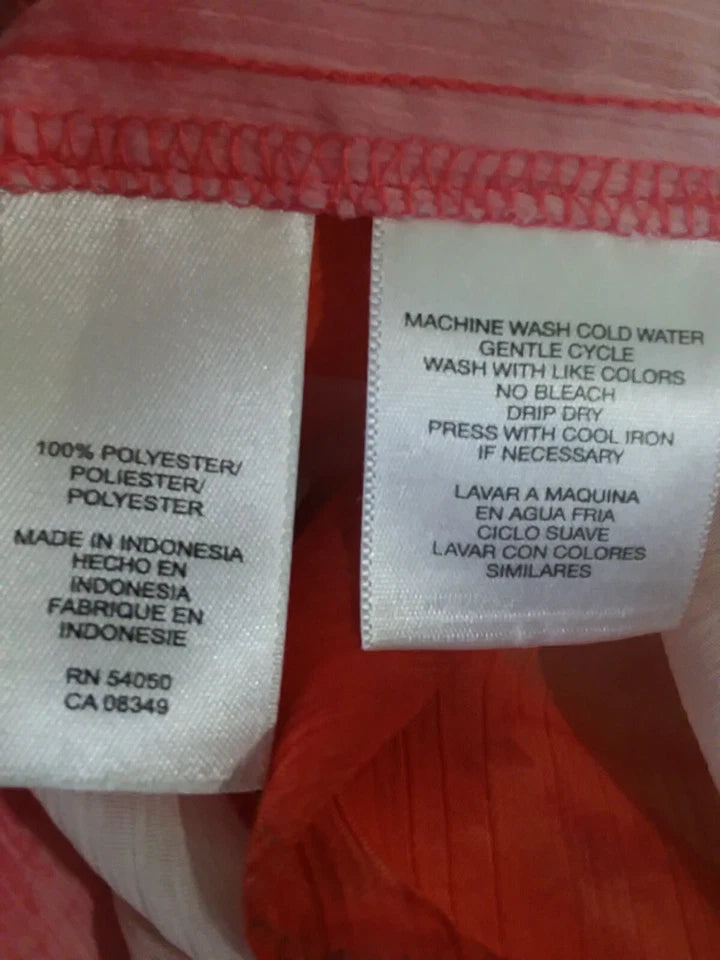 100% POLYESTER/
POLIESTER/
POLYESTER
MADE IN INDONESIA
HECHO EN
INDONESIA
FABRIQUE EN
INDONESIE
RN 54050
CA 08349
MACHINE WASH COLD WATER
GENTLE CYCLE
WASH WITH LIKE COLORS
NO BLEACH
DRIP DRY
PRESS WITH COOL IRON
IF NECESSARY
LAVAR A MAQUINA
EN AGUA FRIA
CICLO SUAVE
LAVAR CON COLORES
SIMILARES